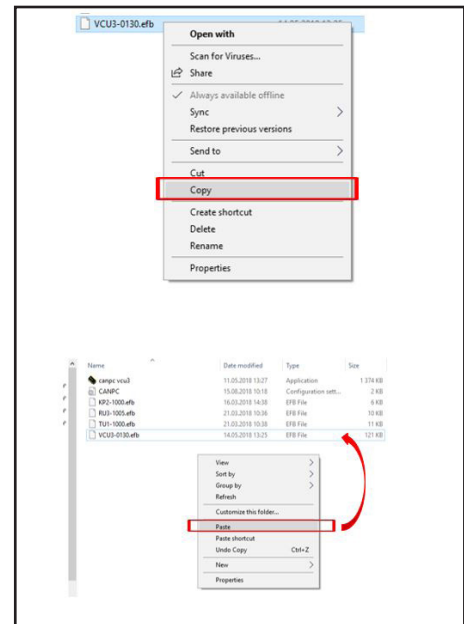 VCU3-0130.efb
Open with
Scan for Viruses...
Share
Always available offline
Sync
Restore previous versions
Send to
Cut
Copy
Create shortcut
Delete
Rename
Properties
Name Date modified Type Size
canpc vcu3 11.05.2018 13:27 Application 1 374 KB
CANPC 15.08.2018 10:18 Configuration sett... 2 KB
KP2-1000.efb 16.03.2018 14:38 EFB File 6 KB
RU3-1005.efb 21.03.2018 10:36 EFB File 10 KB
TU1-1000.efb 21.03.2018 10:38 EFB File 11 KB
VCU3-0130.efb 14.05.2018 13:25 EFB File 121 KB
View
Sort by
Group by
Refresh
Customize this folder...
Paste
Paste shortcut
Undo Copy Ctrl+Z
New
Properties